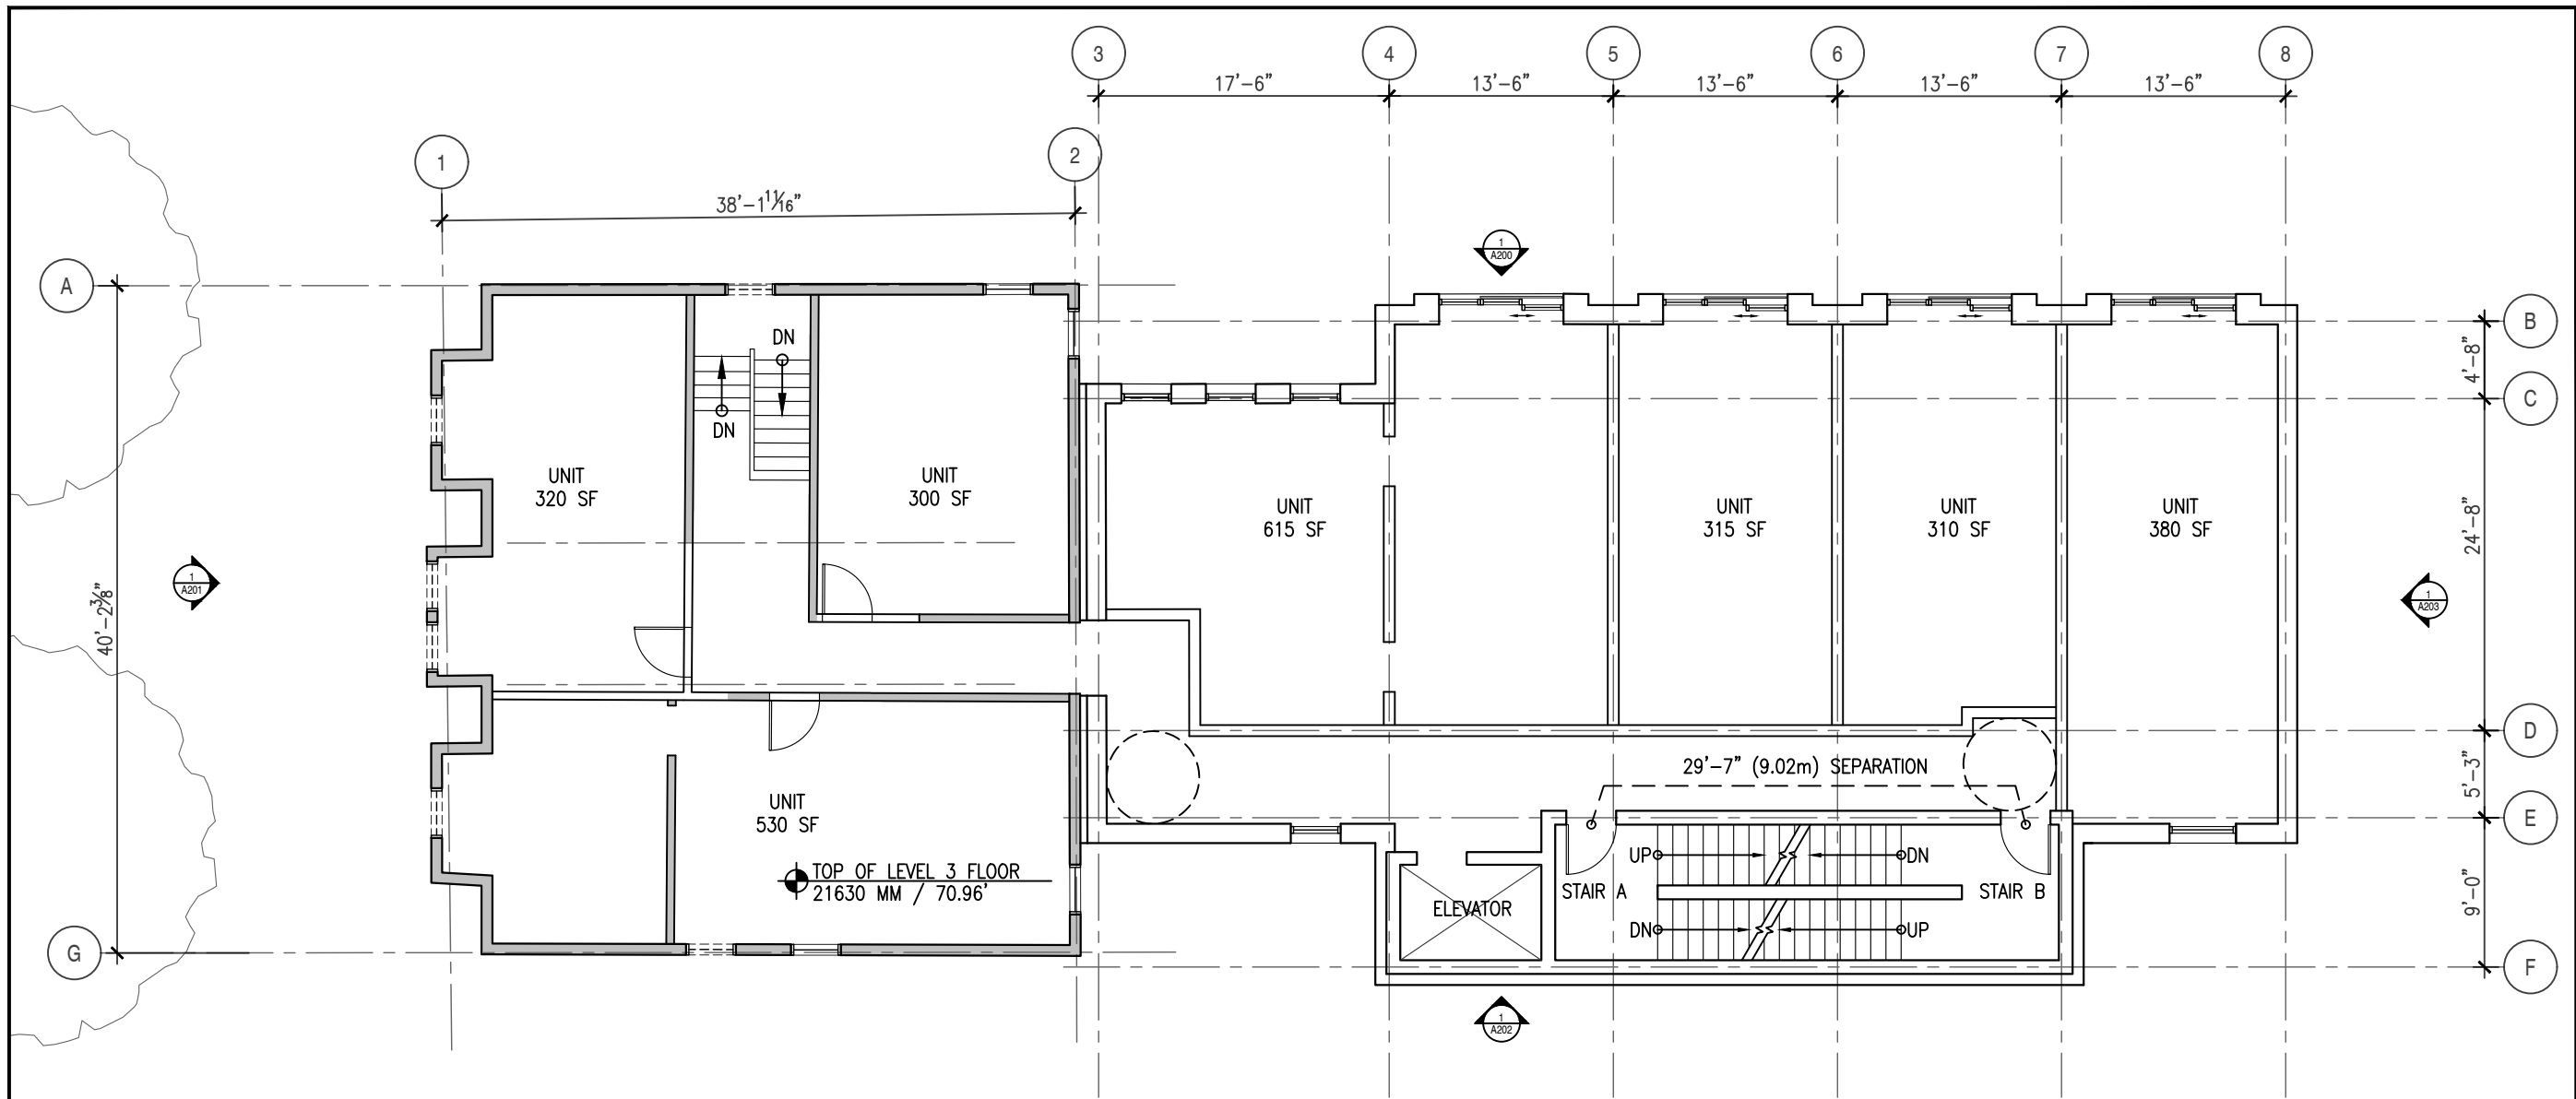 3
4
5
6
7
8
17'-6"
13'-6"
13'-6"
13'-6"
13'-6"
1
2
38'-1 11/16"
A
B
C
D
E
F
G
4'-8"
24'-8"
5'-3"
9'-0"
40'-2 3/8"
1
A200
1
A201
1
A203
1
A202
DN
DN
UNIT
320 SF
UNIT
300 SF
UNIT
615 SF
UNIT
315 SF
UNIT
310 SF
UNIT
380 SF
UNIT
530 SF
TOP OF LEVEL 3 FLOOR
21630 MM / 70.96'
29'-7" (9.02m) SEPARATION
UP
DN
STAIR A
STAIR B
ELEVATOR
DN
UP